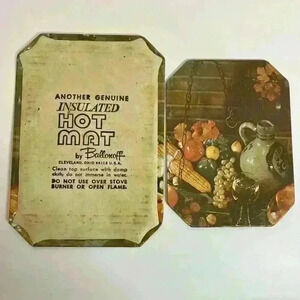 ANOTHER GENUINE
INSULATED
HOT
MAT
by Ballonoff
CLEVELAND, OHIO U.S.A.
Clean top surface with damp
cloth, do not immerse in water.
DO NOT USE OVER STOVE
BURNER OR OPEN FLAME.